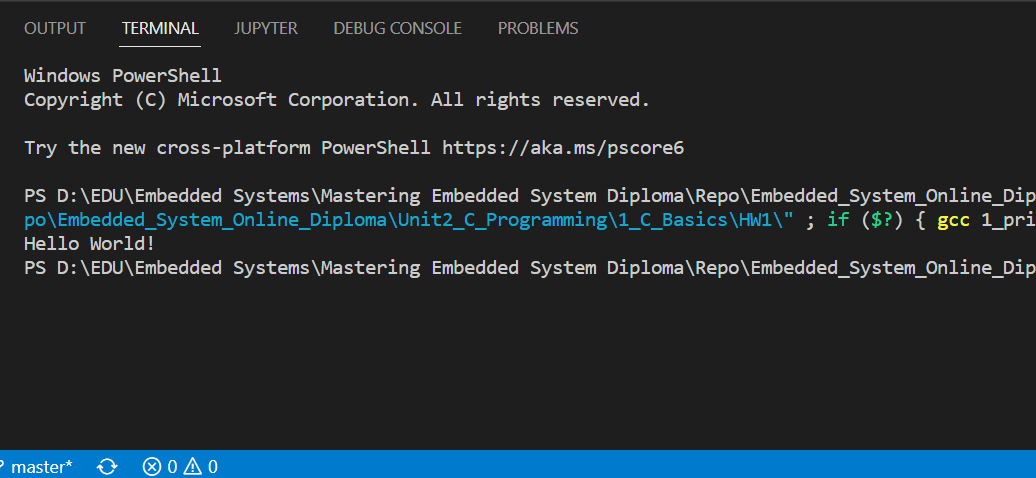 OUTPUT TERMINAL JUPYTER DEBUG CONSOLE PROBLEMS
Windows PowerShell
Copyright (C) Microsoft Corporation. All rights reserved.
Try the new cross-platform PowerShell https://aka.ms/pscore6
PS D:\EDU\Embedded Systems\Mastering Embedded System Diploma\Repo\Embedded_System_Online_Dip
po\Embedded_System_Online_Diploma\Unit2_C_Programming\1_C_Basics\HW1\" ; if ($?) { gcc 1_pri
Hello World!
PS D:\EDU\Embedded Systems\Mastering Embedded System Diploma\Repo\Embedded_System_Online_Dip
master* 0 0